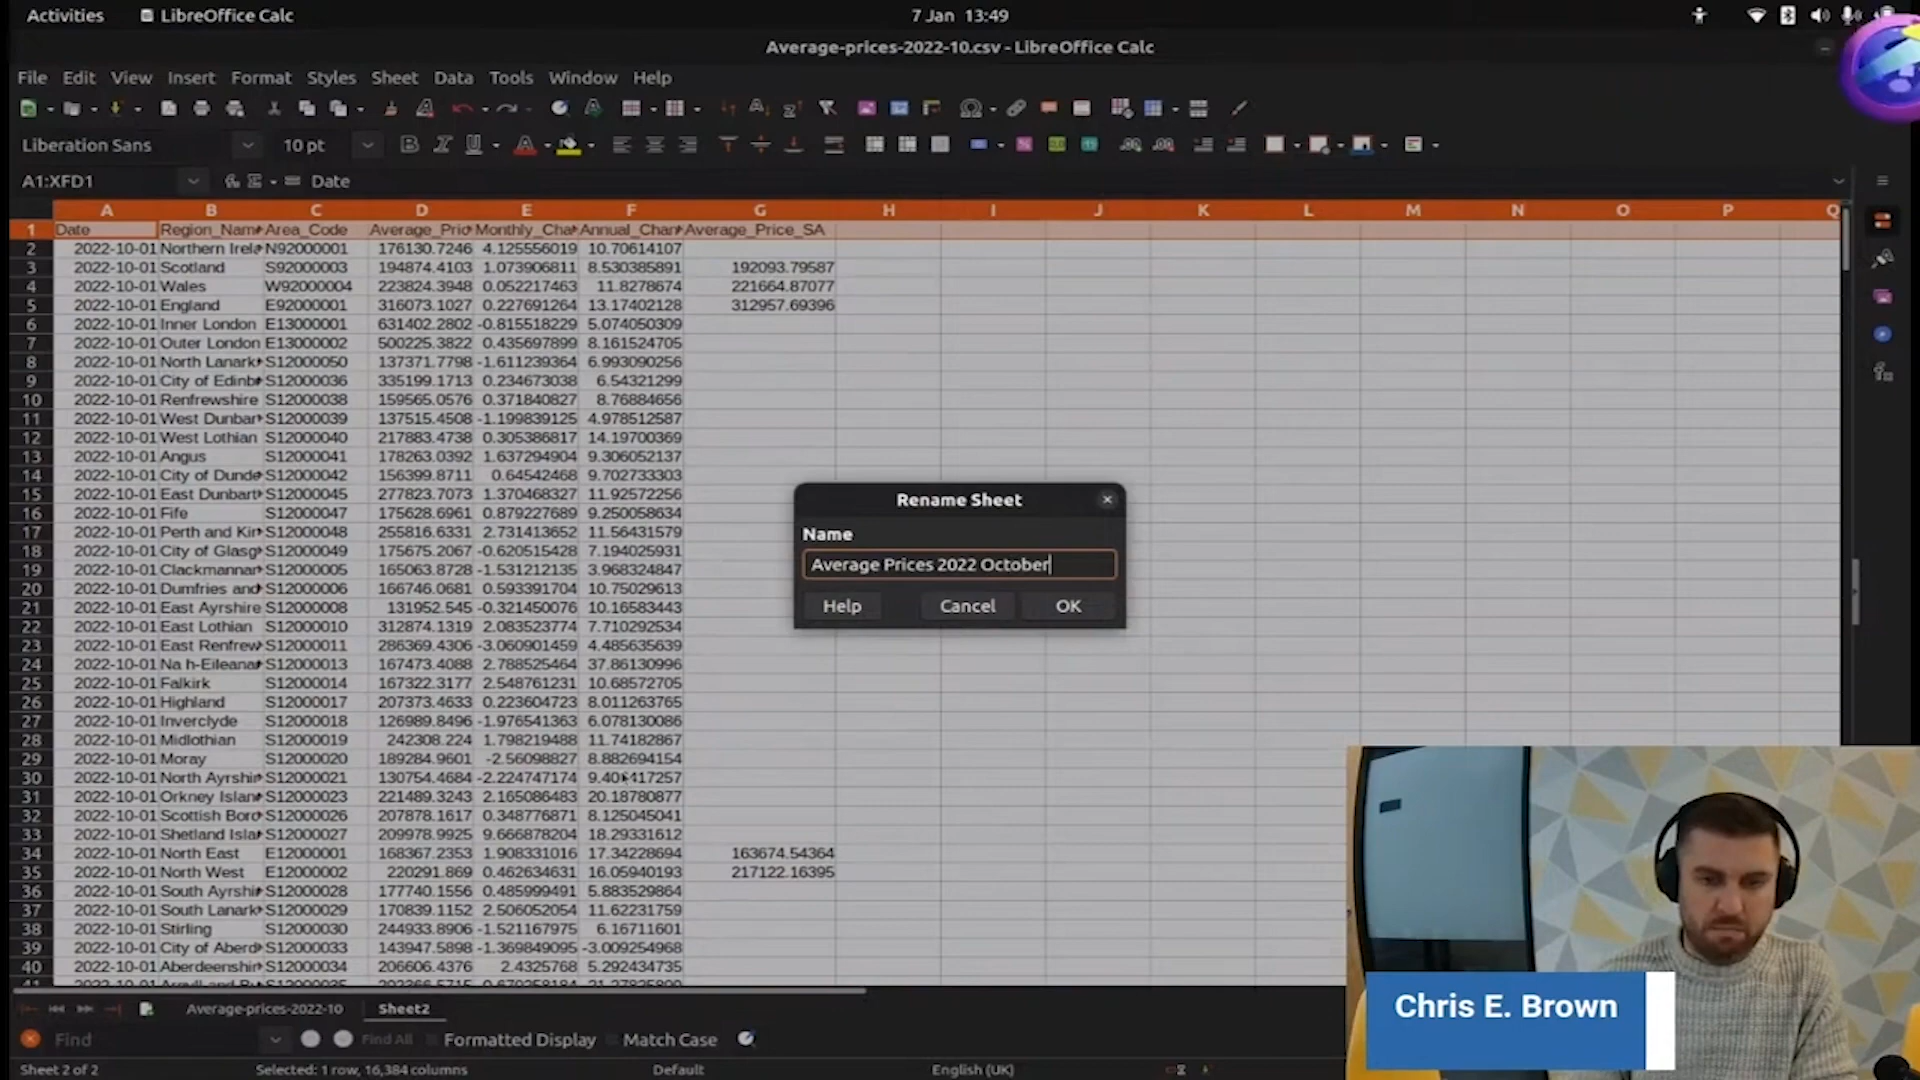 Activities LibreOffice Calc 7 Jan 13:49
Average-prices-2022-10.csv - LibreOffice Calc
File Edit View Insert Format Styles Sheet Data Tools Window Help
Liberation Sans 10 pt
A1:XFD1 Date
A B C D E F G H I J K L M N O P Q
1 Date Region_Nam Area_Code Average_Pric Monthly_Cha Annual_Chan Average_Price_SA
2 2022-10-01 Northern Irela N92000001 176130.7246 4.125556019 10.70614107
3 2022-10-01 Scotland S92000003 194874.4103 1.073906811 8.530385891 192093.79587
4 2022-10-01 Wales W92000004 223824.3948 0.052217463 11.8278674 221664.87077
5 2022-10-01 England E92000001 316073.1027 0.227691264 13.17402128 312957.69396
6 2022-10-01 Inner London E13000001 631402.2802 -0.815518229 5.074050309
7 2022-10-01 Outer London E13000002 500225.3822 0.435697899 8.161524705
8 2022-10-01 North Lanark S12000050 137371.7798 -1.611239364 6.993090256
9 2022-10-01 City of Edinb S12000036 335199.1713 0.234673038 6.54321299
10 2022-10-01 Renfrewshire S12000038 159565.0576 0.371840827 8.76884656
11 2022-10-01 West Dunbar S12000039 137515.4508 -1.199839125 4.978512587
12 2022-10-01 West Lothian S12000040 217883.4738 0.305386817 14.19700369
13 2022-10-01 Angus S12000041 178263.0392 1.637294904 9.306052137
14 2022-10-01 City of Dunde S12000042 156399.8711 0.64542468 9.702733303
15 2022-10-01 East Dunbart S12000045 277823.7073 1.370468327 11.92572256
16 2022-10-01 Fife S12000047 175628.6961 0.879227689 9.250058634
17 2022-10-01 Perth and Kin S12000048 255816.6331 2.731413652 11.56431579
18 2022-10-01 City of Glasg S12000049 175675.2067 -0.620515428 7.194025931
19 2022-10-01 Clackmannar S12000005 165063.8728 -1.531212135 3.968324847
20 2022-10-01 Dumfries and S12000006 166746.0681 0.593391704 10.75029613
21 2022-10-01 East Ayrshire S12000008 131952.545 -0.321450076 10.16583443
22 2022-10-01 East Lothian S12000010 312874.1319 2.083523774 7.710292534
23 2022-10-01 East Renfrew S12000011 286369.4306 -3.060901459 4.485635639
24 2022-10-01 Na h-Eileana S12000013 167473.4088 2.788525464 37.86130996
25 2022-10-01 Falkirk S12000014 167322.3177 2.548761231 10.68572705
26 2022-10-01 Highland S12000017 207373.4633 0.223604723 8.011263765
27 2022-10-01 Inverclyde S12000018 126989.8496 -1.976541363 6.078130086
28 2022-10-01 Midlothian S12000019 242308.224 1.798219488 11.74182867
29 2022-10-01 Moray S12000020 189284.9601 -2.56098827 8.882694154
30 2022-10-01 North Ayrshir S12000021 130754.4684 -2.224747174
31 2022-10-01 Orkney Islan S12000023 221489.3243 2.165086483 20.18780877
32 2022-10-01 Scottish Bord S12000026 207878.1617 0.348776871 8.125045041
33 2022-10-01 Shetland Isla S12000027 209978.9925 9.666878204 18.29331612
34 2022-10-01 North East E12000001 168367.2353 1.908331016 17.34228694 163674.54364
35 2022-10-01 North West E12000002 220291.869 0.462634631 16.05940193 217122.16395
36 2022-10-01 South Ayrshi S12000028 177740.1556 0.485999491 5.883529864
37 2022-10-01 South Lanark S12000029 170839.1152 2.506052054 11.62231759
38 2022-10-01 Stirling S12000030 244933.8906 -1.521167975 6.16711601
39 2022-10-01 City of Aberd S12000033 143947.5898 -1.369849095 -3.009254968
40 2022-10-01 Aberdeenshir S12000034 206606.4376 2.4325768 5.292434735
Rename Sheet
Name
Average Prices 2022 October
Help Cancel OK
Average-prices-2022-10 Sheet2
Find Find All Formatted Display Match Case
Sheet 2 of 2 Selected: 1 row, 16,384 columns Default English (UK)
Chris E. Brown